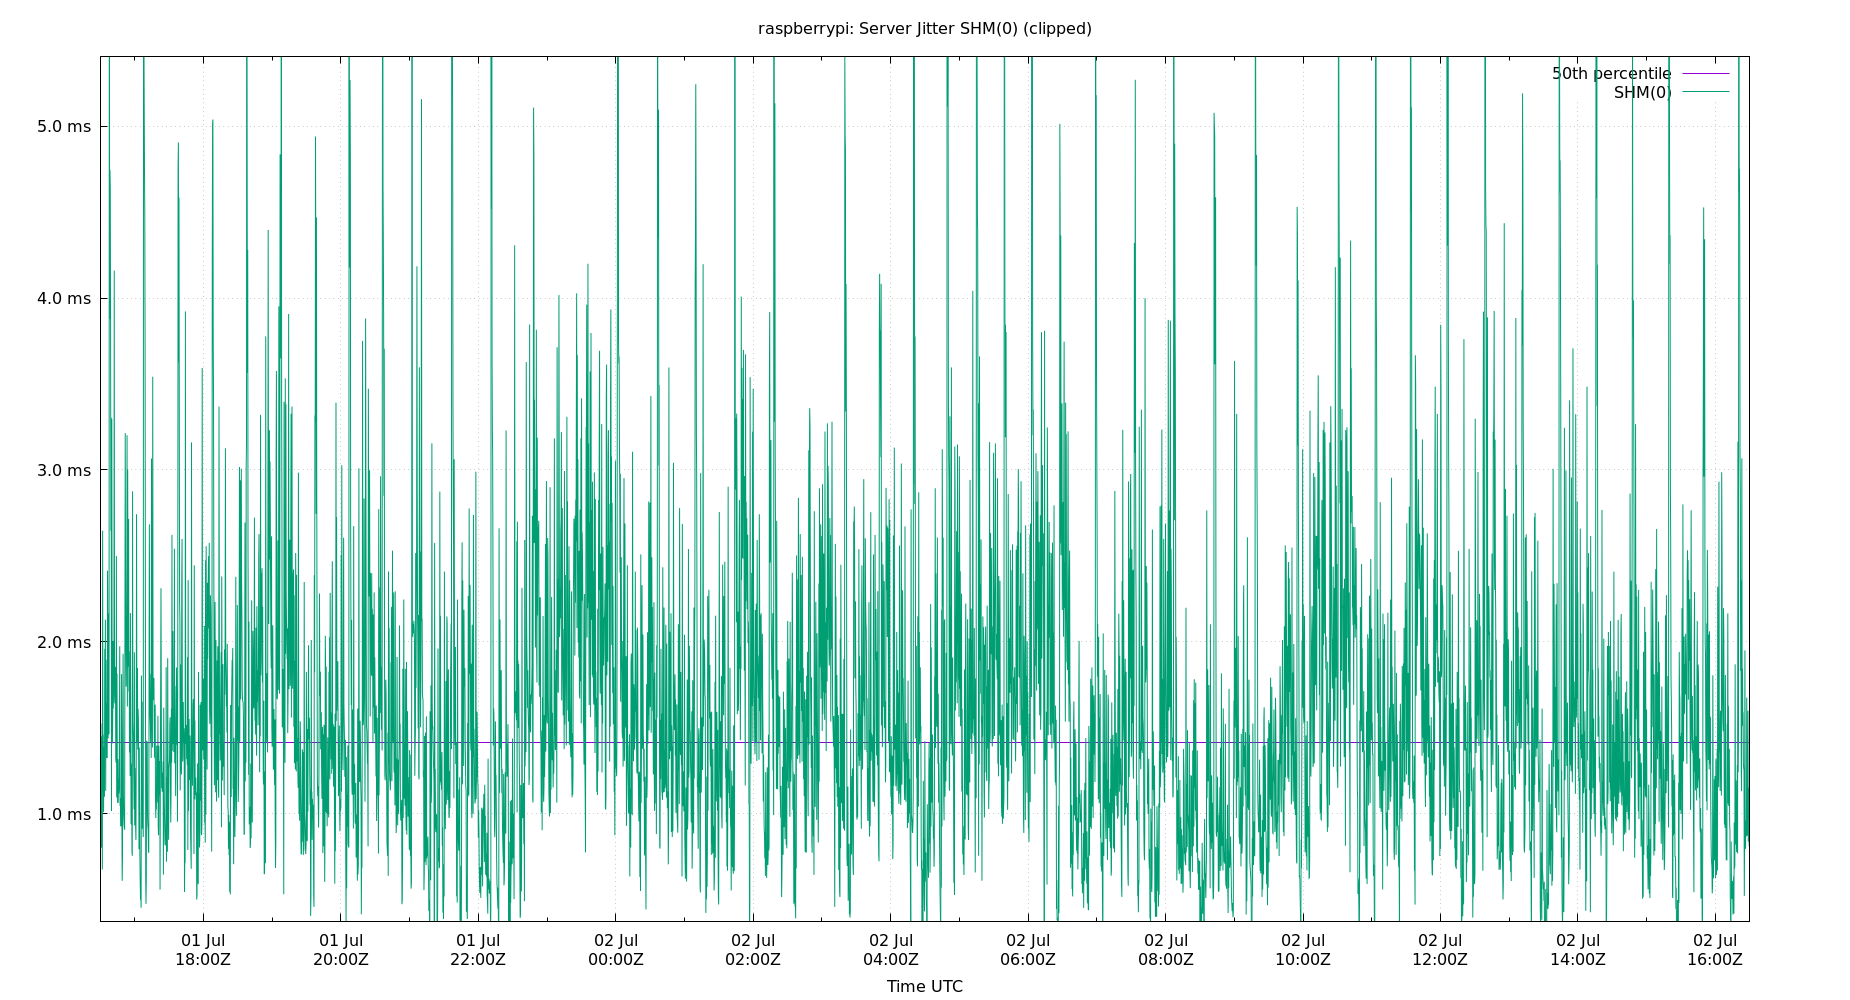 raspberrypi: Server Jitter SHM(0) (clipped)
50th percentile
SHM(0)
5.0 ms
4.0 ms
3.0 ms
2.0 ms
1.0 ms
01 Jul 01 Jul 01 Jul 02 Jul 02 Jul 02 Jul 02 Jul 02 Jul 02 Jul 02 Jul 02 Jul 02 Jul
18:00Z 20:00Z 22:00Z 00:00Z 02:00Z 04:00Z 06:00Z 08:00Z 10:00Z 12:00Z 14:00Z 16:00Z
Time UTC